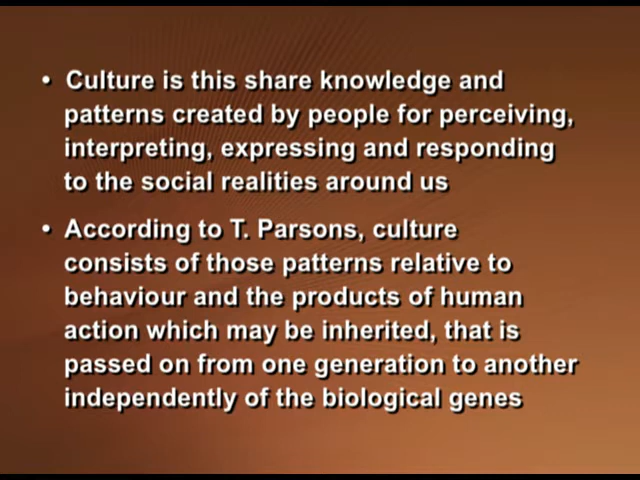 • Culture is this share knowledge and
patterns created by people for perceiving,
interpreting, expressing and responding
to the social realities around us
• According to T. Parsons, culture
consists of those patterns relative to
behaviour and the products of human
action which may be inherited, that is
passed on from one generation to another
independently of the biological genes